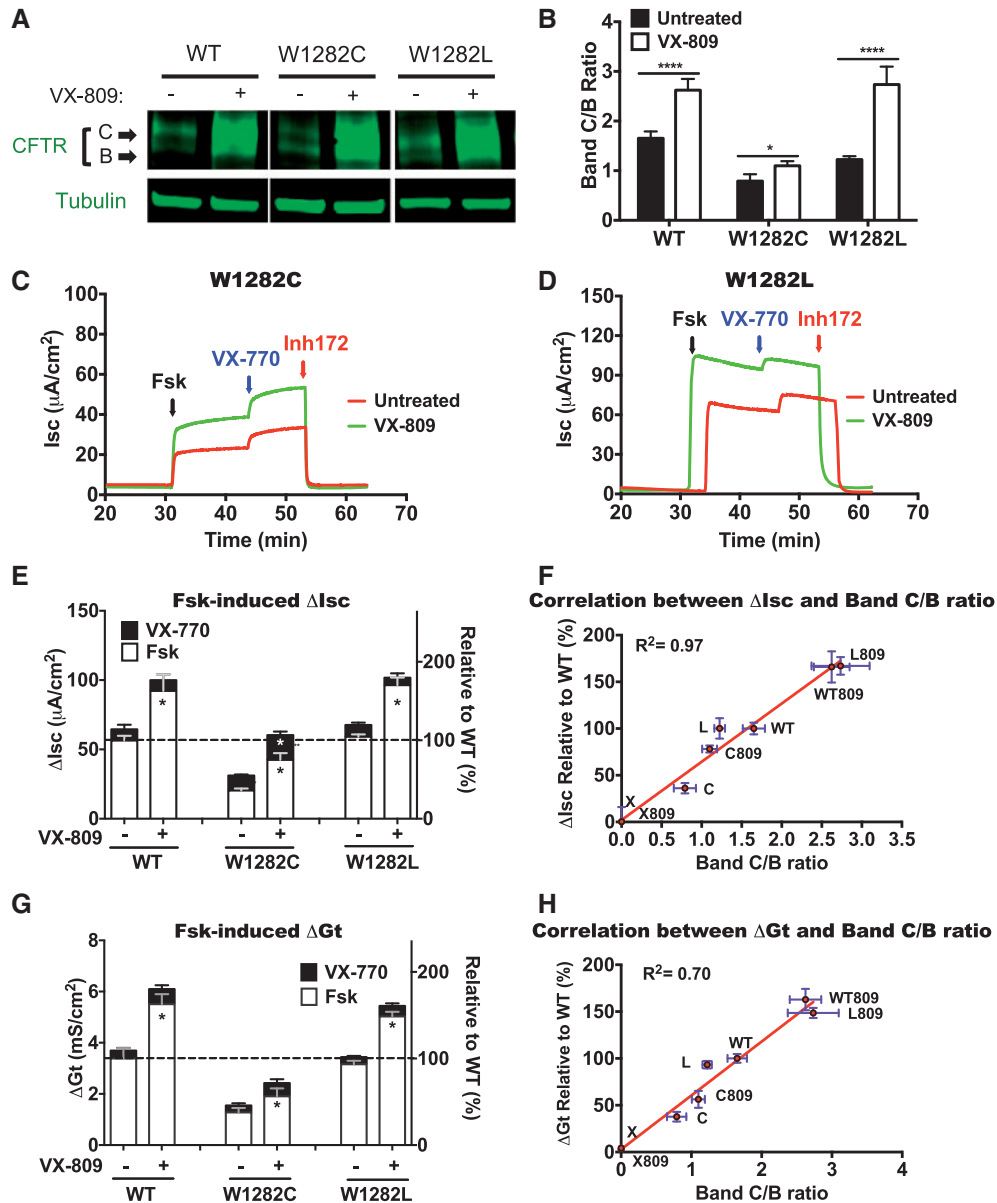 A
WT
W1282C
W1282L
VX-809:
- + - + - +
CFTR
C
B
Tubulin
B
Untreated
VX-809
Band C/B Ratio
4
3
2
1
0
****
*
****
WT
W1282C
W1282L
C
W1282C
Isc (μA/cm²)
100
80
60
40
20
0
Fsk
VX-770
Inh172
Untreated
VX-809
20 30 40 50 60 70
Time (min)
D
W1282L
Isc (μA/cm²)
150
120
90
60
30
0
Fsk
VX-770
Inh172
Untreated
VX-809
20 30 40 50 60 70
Time (min)
E
Fsk-induced ΔIsc
VX-770
Fsk
ΔIsc (μA/cm²)
150
100
50
0
* * * *
Relative to WT (%)
200
100
0
VX-809
- + - + - +
WT
W1282C
W1282L
F
Correlation between ΔIsc and Band C/B ratio
R²= 0.97
ΔIsc Relative to WT (%)
200
150
100
50
0
L809
WT809
L
WT
C809
C
X
X809
0.0 0.5 1.0 1.5 2.0 2.5 3.0 3.5
Band C/B ratio
G
Fsk-induced ΔGt
VX-770
Fsk
ΔGt (mS/cm²)
8
6
4
2
0
* * *
Relative to WT (%)
200
100
0
VX-809
- + - + - +
WT
W1282C
W1282L
H
Correlation between ΔGt and Band C/B ratio
R²= 0.70
ΔGt Relative to WT (%)
200
150
100
50
0
WT809
L809
WT
L
C809
C
X
X809
0 1 2 3 4
Band C/B ratio